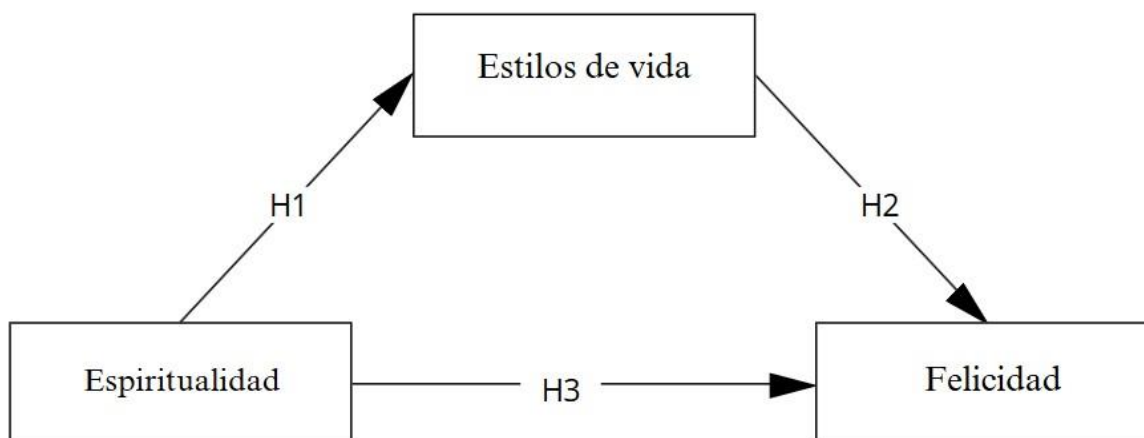 Estilos de vida
H1
H2
Espiritualidad
H3
Felicidad